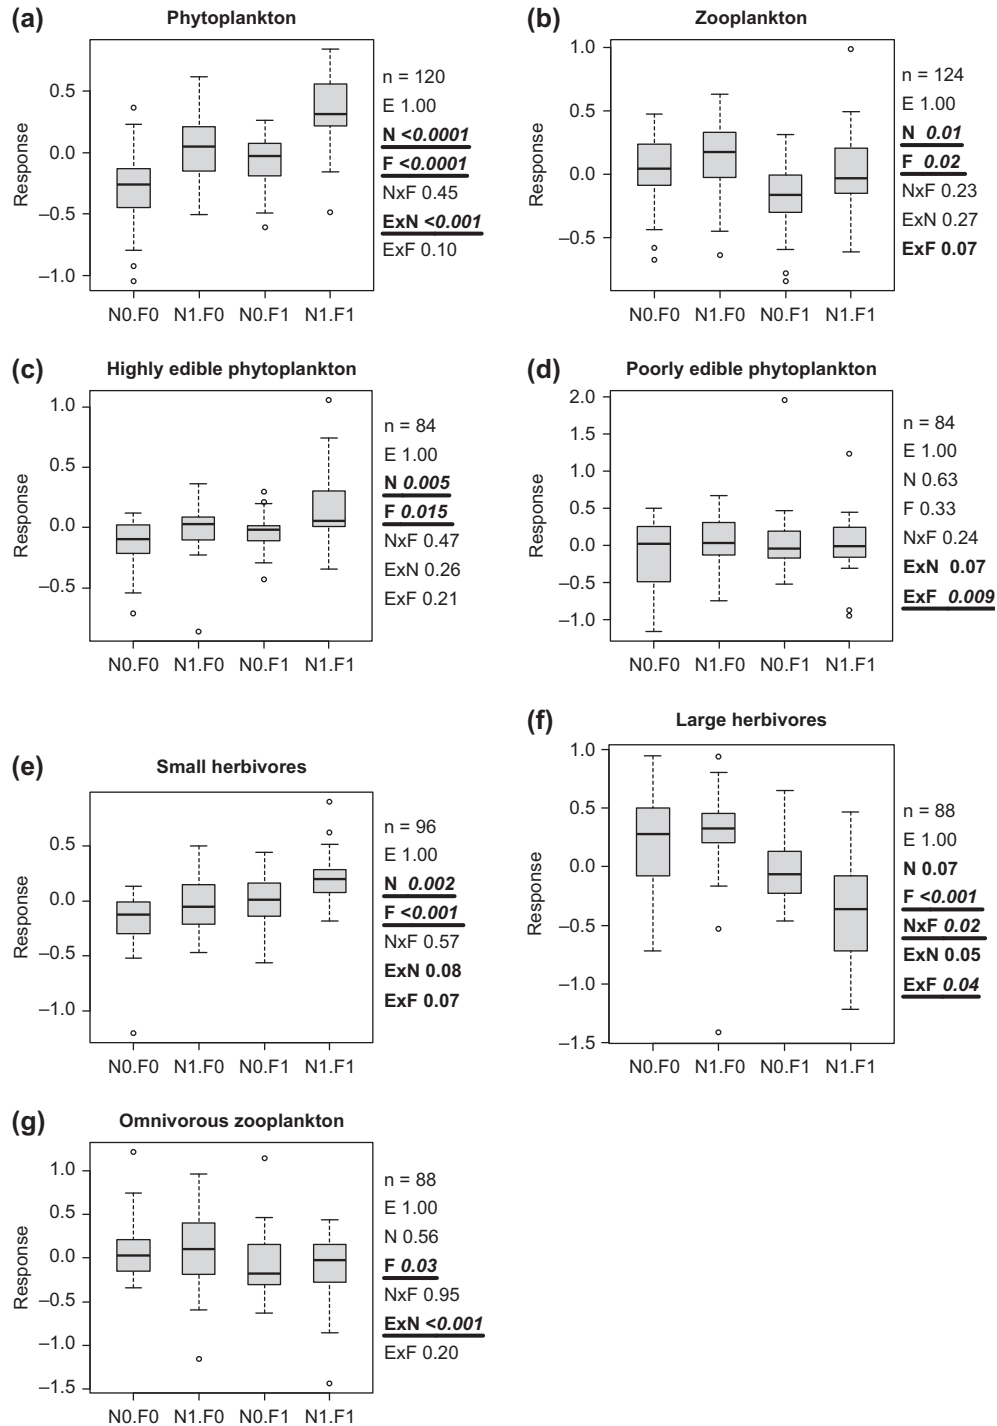 (a) Phytoplankton
Response
0.5
0.0
–0.5
–1.0
N0.F0 N1.F0 N0.F1 N1.F1
n = 120
E 1.00
N <0.0001
F <0.0001
NxF 0.45
ExN <0.001
ExF 0.10
(b) Zooplankton
Response
1.0
0.5
0.0
–0.5
N0.F0 N1.F0 N0.F1 N1.F1
n = 124
E 1.00
N 0.01
F 0.02
NxF 0.23
ExN 0.27
ExF 0.07
(c) Highly edible phytoplankton
Response
1.0
0.5
0.0
–0.5
N0.F0 N1.F0 N0.F1 N1.F1
n = 84
E 1.00
N 0.005
F 0.015
NxF 0.47
ExN 0.26
ExF 0.21
(d) Poorly edible phytoplankton
Response
2.0
1.5
1.0
0.5
0.0
–0.5
–1.0
N0.F0 N1.F0 N0.F1 N1.F1
n = 84
E 1.00
N 0.63
F 0.33
NxF 0.24
ExN 0.07
ExF 0.009
(e) Small herbivores
Response
0.5
0.0
–0.5
–1.0
N0.F0 N1.F0 N0.F1 N1.F1
n = 96
E 1.00
N 0.002
F <0.001
NxF 0.57
ExN 0.08
ExF 0.07
(f) Large herbivores
Response
1.0
0.5
0.0
–0.5
–1.0
–1.5
N0.F0 N1.F0 N0.F1 N1.F1
n = 88
E 1.00
N 0.07
F <0.001
NxF 0.02
ExN 0.05
ExF 0.04
(g) Omnivorous zooplankton
Response
1.0
0.5
0.0
–0.5
–1.0
–1.5
N0.F0 N1.F0 N0.F1 N1.F1
n = 88
E 1.00
N 0.56
F 0.03
NxF 0.95
ExN <0.001
ExF 0.20